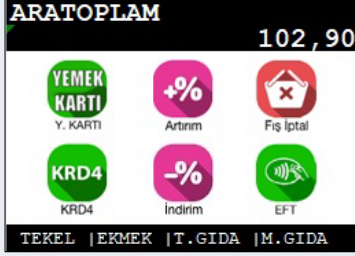 ARATOPLAM
102,90
YEMEK KARTI
+%
Y. KARTI
Artırım
Fiş İptal
KRD4
-%
KRD4
İndirim
EFT
TEKEL |EKMEK |T.GIDA |M.GIDA